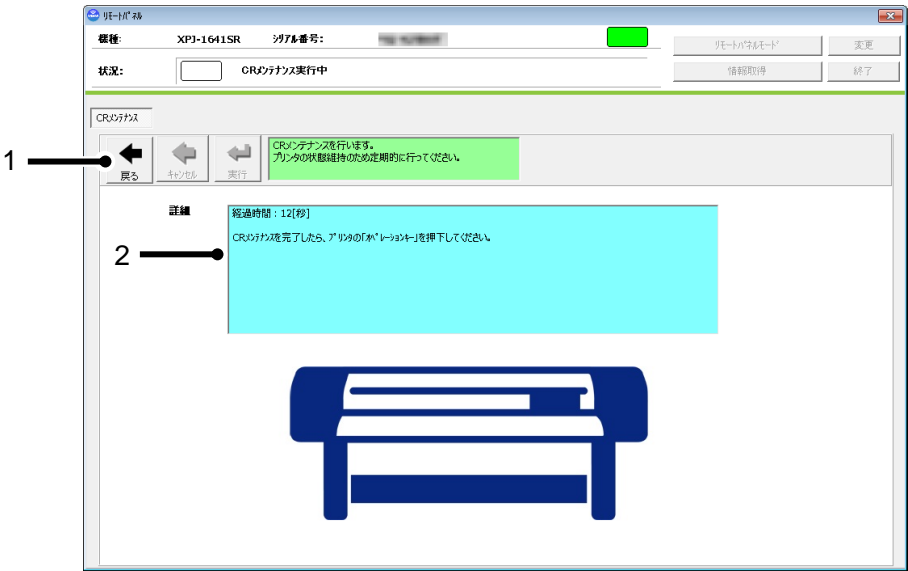 ﾘﾓｰﾄﾊﾟﾈﾙ
機種: XPJ-1641SR ｼﾘｱﾙ番号:
ﾘﾓｰﾄﾊﾟﾈﾙﾓｰﾄﾞ 変更
状況: CRﾒﾝﾃﾅﾝｽ実行中
情報取得 終了
CRﾒﾝﾃﾅﾝｽ
1
戻る
ｷｬﾝｾﾙ
実行
CRメンテナンスを行います。
プリンタの状態維持のため定期的に行ってください。
詳細
経過時間：12[秒]
CRﾒﾝﾃﾅﾝｽを完了したら、ﾌﾟﾘﾝﾀの｢ｵﾍﾟﾚｰｼｮﾝｷｰ｣を押下してください。
2